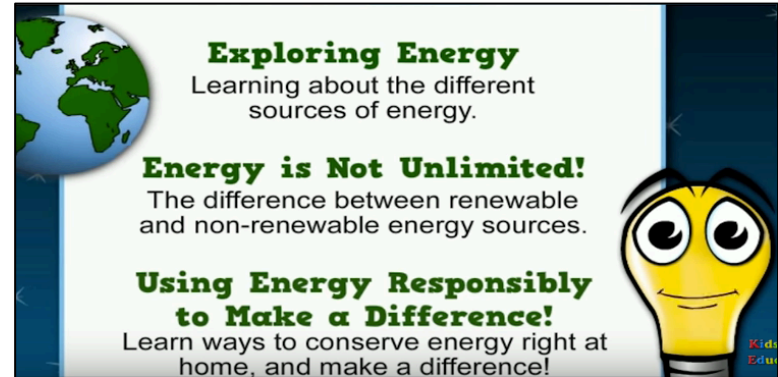 Exploring Energy
Learning about the different
sources of energy.
Energy is Not Unlimited!
The difference between renewable
and non-renewable energy sources.
Using Energy Responsibly
to Make a Difference!
Learn ways to conserve energy right at
home, and make a difference!
Kids